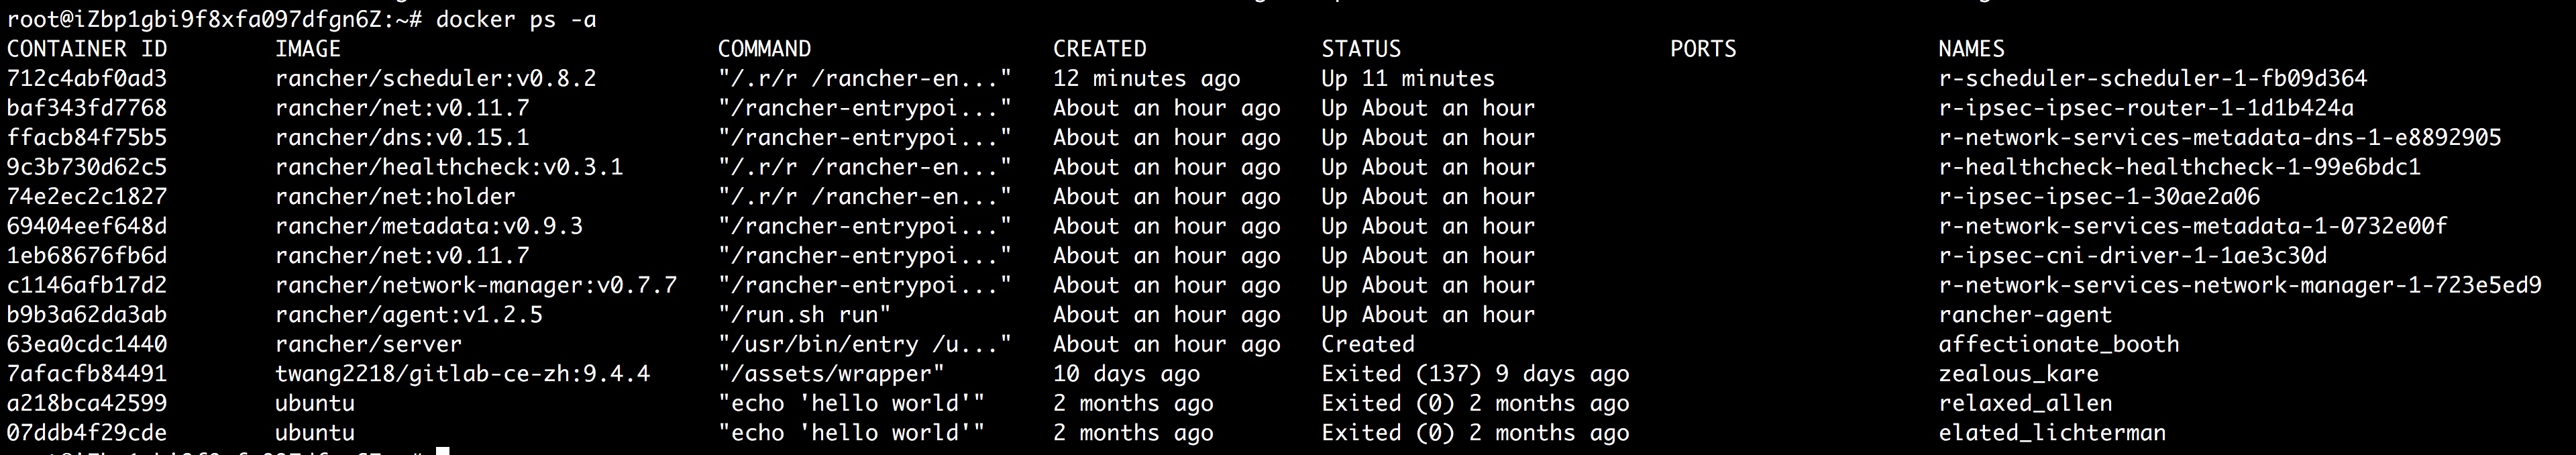 root@iZbp1gbi9f8xfa097dfgn6Z:~# docker ps -a
CONTAINER ID        IMAGE                            COMMAND                  CREATED             STATUS                    PORTS               NAMES
712c4abf0ad3        rancher/scheduler:v0.8.2         "/.r/r /rancher-en..."   12 minutes ago      Up 11 minutes                                 r-scheduler-scheduler-1-fb09d364
baf343fd7768        rancher/net:v0.11.7              "/rancher-entrypoi..."   About an hour ago   Up About an hour                              r-ipsec-ipsec-router-1-1d1b424a
ffacb84f75b5        rancher/dns:v0.15.1              "/rancher-entrypoi..."   About an hour ago   Up About an hour                              r-network-services-metadata-dns-1-e8892905
9c3b730d62c5        rancher/healthcheck:v0.3.1       "/.r/r /rancher-en..."   About an hour ago   Up About an hour                              r-healthcheck-healthcheck-1-99e6bdc1
74e2ec2c1827        rancher/net:holder               "/.r/r /rancher-en..."   About an hour ago   Up About an hour                              r-ipsec-ipsec-1-30ae2a06
69404eef648d        rancher/metadata:v0.9.3          "/rancher-entrypoi..."   About an hour ago   Up About an hour                              r-network-services-metadata-1-0732e00f
1eb68676fb6d        rancher/net:v0.11.7              "/rancher-entrypoi..."   About an hour ago   Up About an hour                              r-ipsec-cni-driver-1-1ae3c30d
c1146afb17d2        rancher/network-manager:v0.7.7   "/rancher-entrypoi..."   About an hour ago   Up About an hour                              r-network-services-network-manager-1-723e5ed9
b9b3a62da3ab        rancher/agent:v1.2.5             "/run.sh run"            About an hour ago   Up About an hour                              rancher-agent
63ea0cdc1440        rancher/server                   "/usr/bin/entry /u..."   About an hour ago   Created                                       affectionate_booth
7afacfb84491        twang2218/gitlab-ce-zh:9.4.4     "/assets/wrapper"        10 days ago         Exited (137) 9 days ago                       zealous_kare
a218bca42599        ubuntu                           "echo 'hello world'"     2 months ago        Exited (0) 2 months ago                       relaxed_allen
07ddb4f29cde        ubuntu                           "echo 'hello world'"     2 months ago        Exited (0) 2 months ago                       elated_lichterman